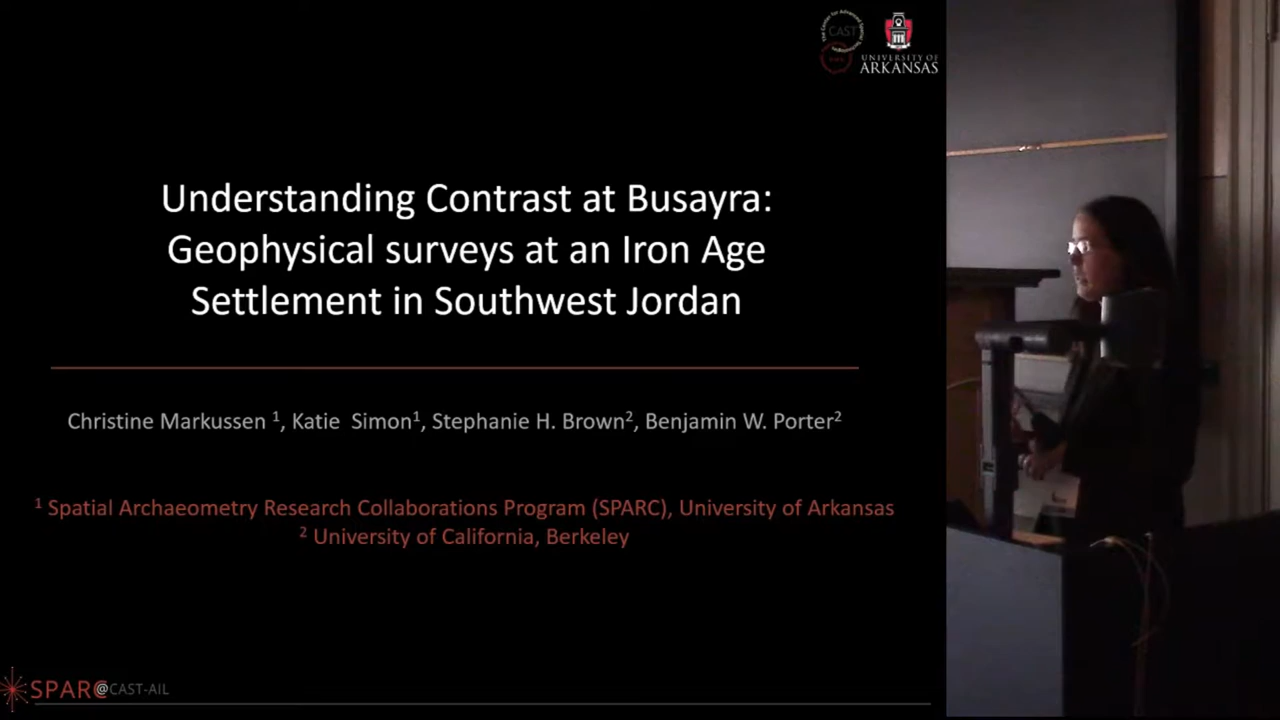 CAST
UNIVERSITY OF
ARKANSAS
Understanding Contrast at Busayra:
Geophysical surveys at an Iron Age
Settlement in Southwest Jordan
Christine Markussen ¹, Katie Simon¹, Stephanie H. Brown², Benjamin W. Porter²
¹ Spatial Archaeometry Research Collaborations Program (SPARC), University of Arkansas
² University of California, Berkeley
SPARC@CAST-AIL